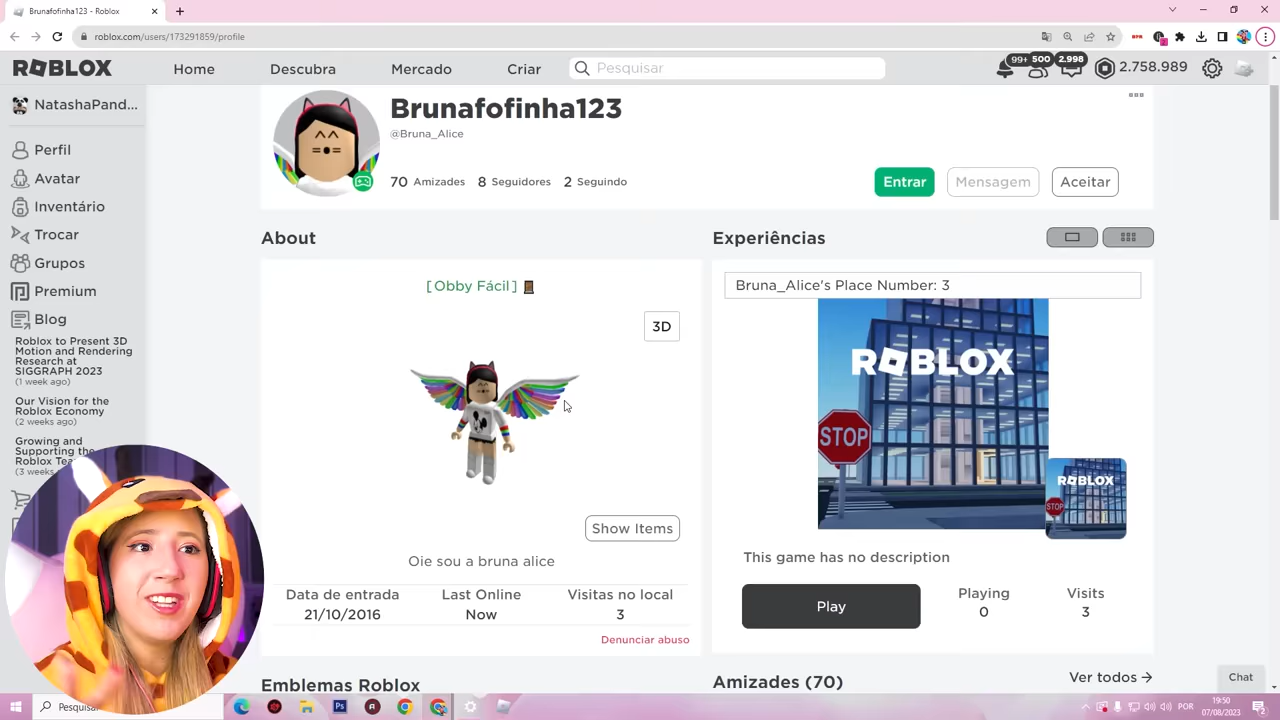 Brunafofinha123 - Roblox
roblox.com/users/173291859/profile
ROBLOX
Home
Descubra
Mercado
Criar
Pesquisar
99+
500
2.998
2.758.989
NatashaPand...
Perfil
Avatar
Inventário
Trocar
Grupos
Premium
Blog
Roblox to Present 3D
Motion and Rendering
Research at
SIGGRAPH 2023
(1 week ago)
Our Vision for the
Roblox Economy
(2 weeks ago)
Growing and
Supporting the
Roblox Tea
(3 weeks
Brunafofinha123
@Bruna_Alice
70 Amizades 8 Seguidores 2 Seguindo
Entrar
Mensagem
Aceitar
About
[Obby Fácil]
3D
Show Items
Oie sou a bruna alice
Data de entrada Last Online Visitas no local
21/10/2016 Now 3
Denunciar abuso
Emblemas Roblox
Experiências
Bruna_Alice's Place Number: 3
ROBLOX
STOP
ROBLOX
STOP
This game has no description
Play
Playing Visits
0 3
Amizades (70)
Ver todos
Chat
Pesquisa
Ps
POR
19:50
07/08/2023
2